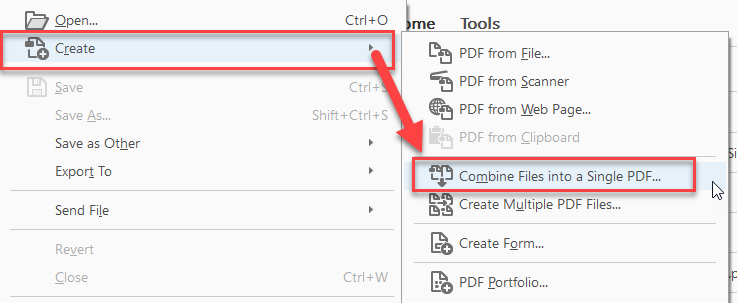 Open... Ctrl+O
Create
Save Ctrl+S
Save As... Shift+Ctrl+S
Save as Other
Export To
Send File
Revert
Close Ctrl+W
ome Tools
PDF from File...
PDF from Scanner
PDF from Web Page...
PDF from Clipboard
Combine Files into a Single PDF...
Create Multiple PDF Files...
Create Form...
PDF Portfolio...
Si
.p